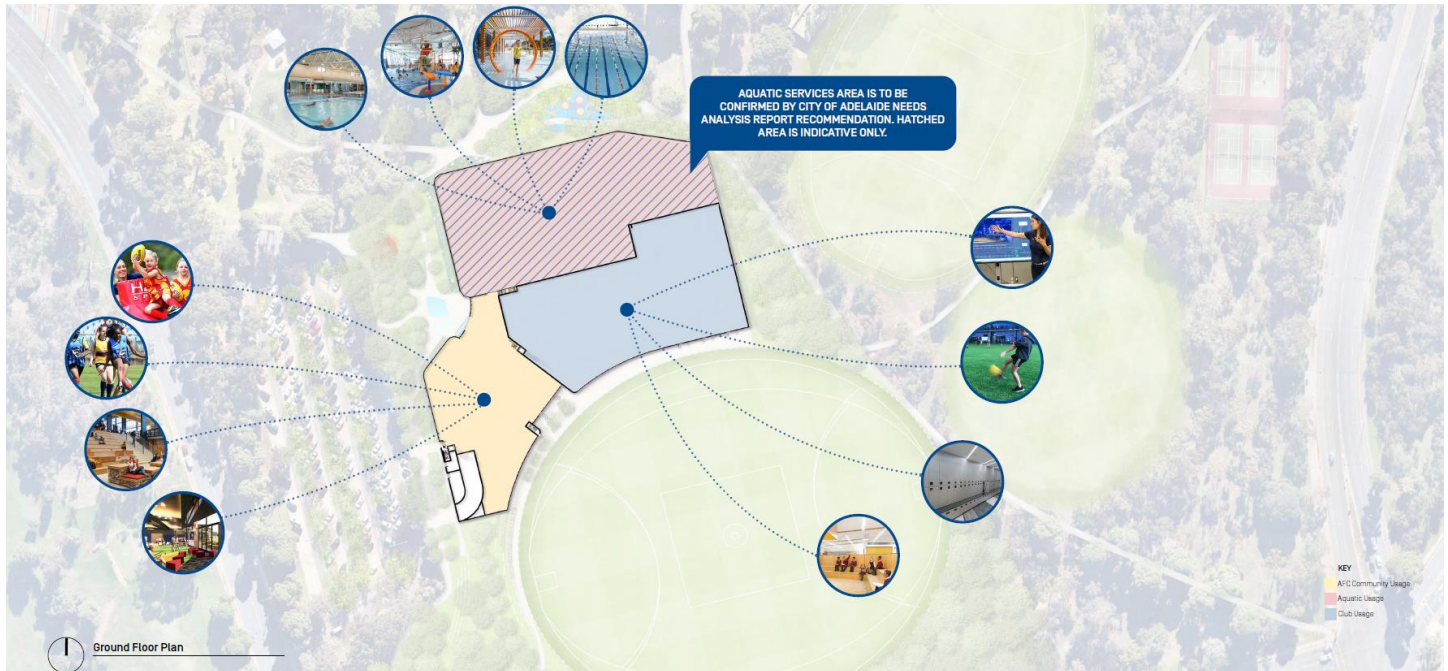 AQUATIC SERVICES AREA IS TO BE
CONFIRMED BY CITY OF ADELAIDE NEEDS
ANALYSIS REPORT RECOMMENDATION. HATCHED
AREA IS INDICATIVE ONLY.
KEY
AFC Community Usage
Aquatic Usage
Club Usage
Ground Floor Plan